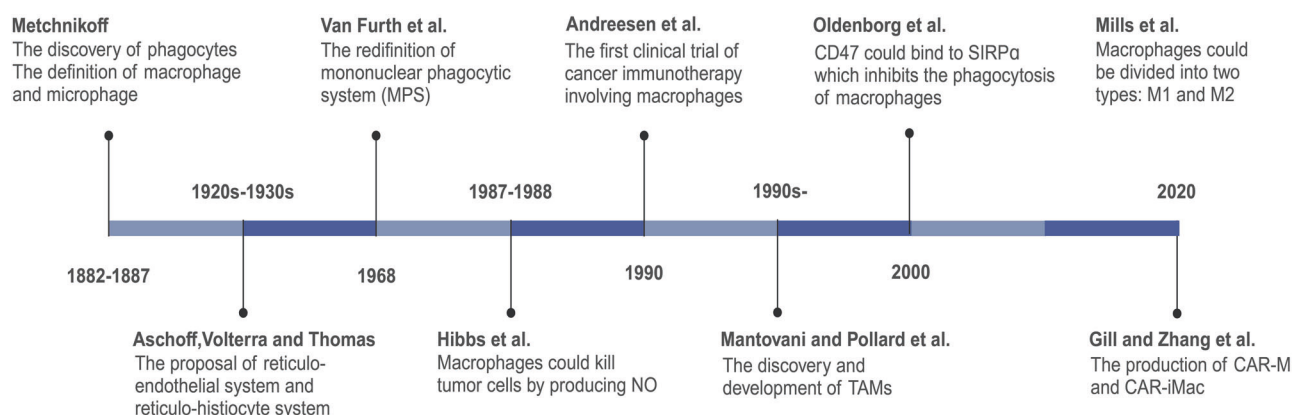 Metchnikoff
The discovery of phagocytes
The definition of macrophage
and microphage
Van Furth et al.
The redifinition of
mononuclear phagocytic
system (MPS)
Andreesen et al.
The first clinical trial of
cancer immunotherapy
involving macrophages
Oldenborg et al.
CD47 could bind to SIRPα
which inhibits the phagocytosis
of macrophages
Mills et al.
Macrophages could
be divided into two
types: M1 and M2
1920s-1930s
1987-1988
1990s-
2020
1882-1887
1968
1990
2000
Aschoff,Volterra and Thomas
The proposal of reticulo-
endothelial system and
reticulo-histiocyte system
Hibbs et al.
Macrophages could kill
tumor cells by producing NO
Mantovani and Pollard et al.
The discovery and
development of TAMs
Gill and Zhang et al.
The production of CAR-M
and CAR-iMac